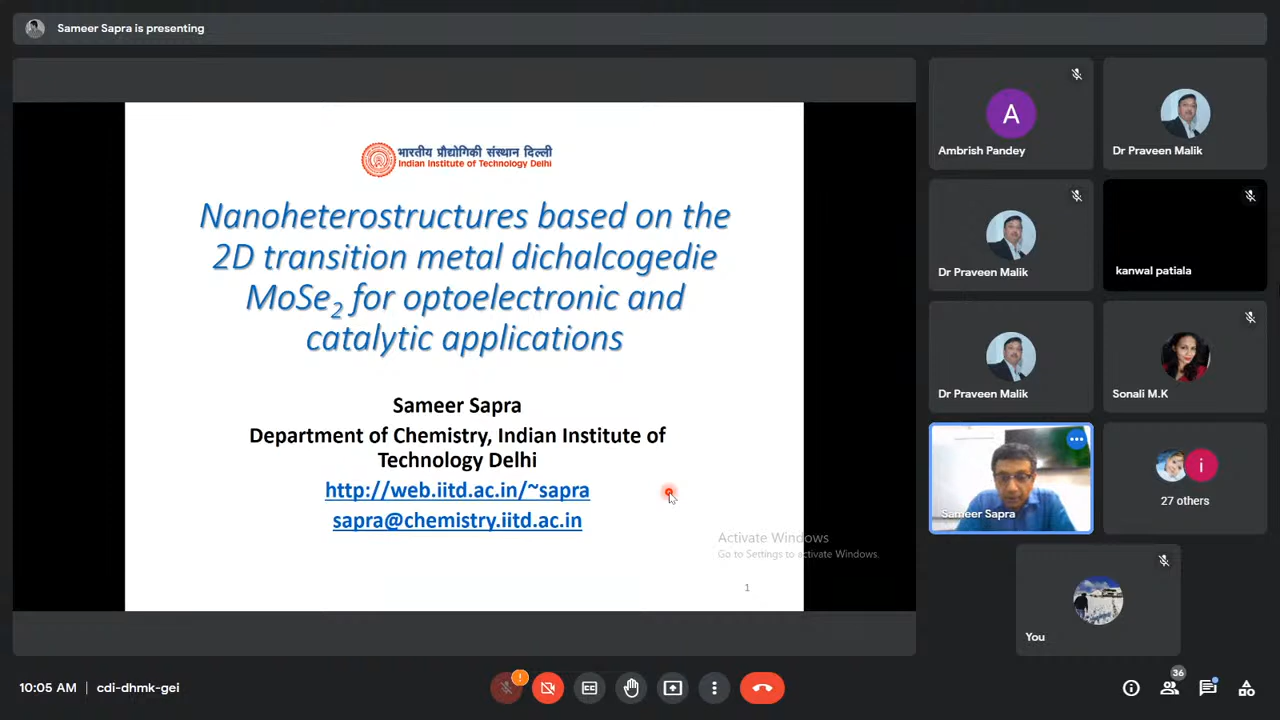 Sameer Sapra is presenting
भारतीय प्रौद्योगिकी संस्थान दिल्ली
Indian Institute of Technology Delhi
Nanoheterostructures based on the
2D transition metal dichalcogedie
MoSe₂ for optoelectronic and
catalytic applications
Sameer Sapra
Department of Chemistry, Indian Institute of
Technology Delhi
http://web.iitd.ac.in/~sapra
sapra@chemistry.iitd.ac.in
Activate Windows
Go to Settings to activate Windows.
1
A
Ambrish Pandey
Dr Praveen Malik
Dr Praveen Malik
kanwal patiala
Dr Praveen Malik
Sonali M.K
Sameer Sapra
i
27 others
You
10:05 AM | cdi-dhmk-gei
!
CC
36